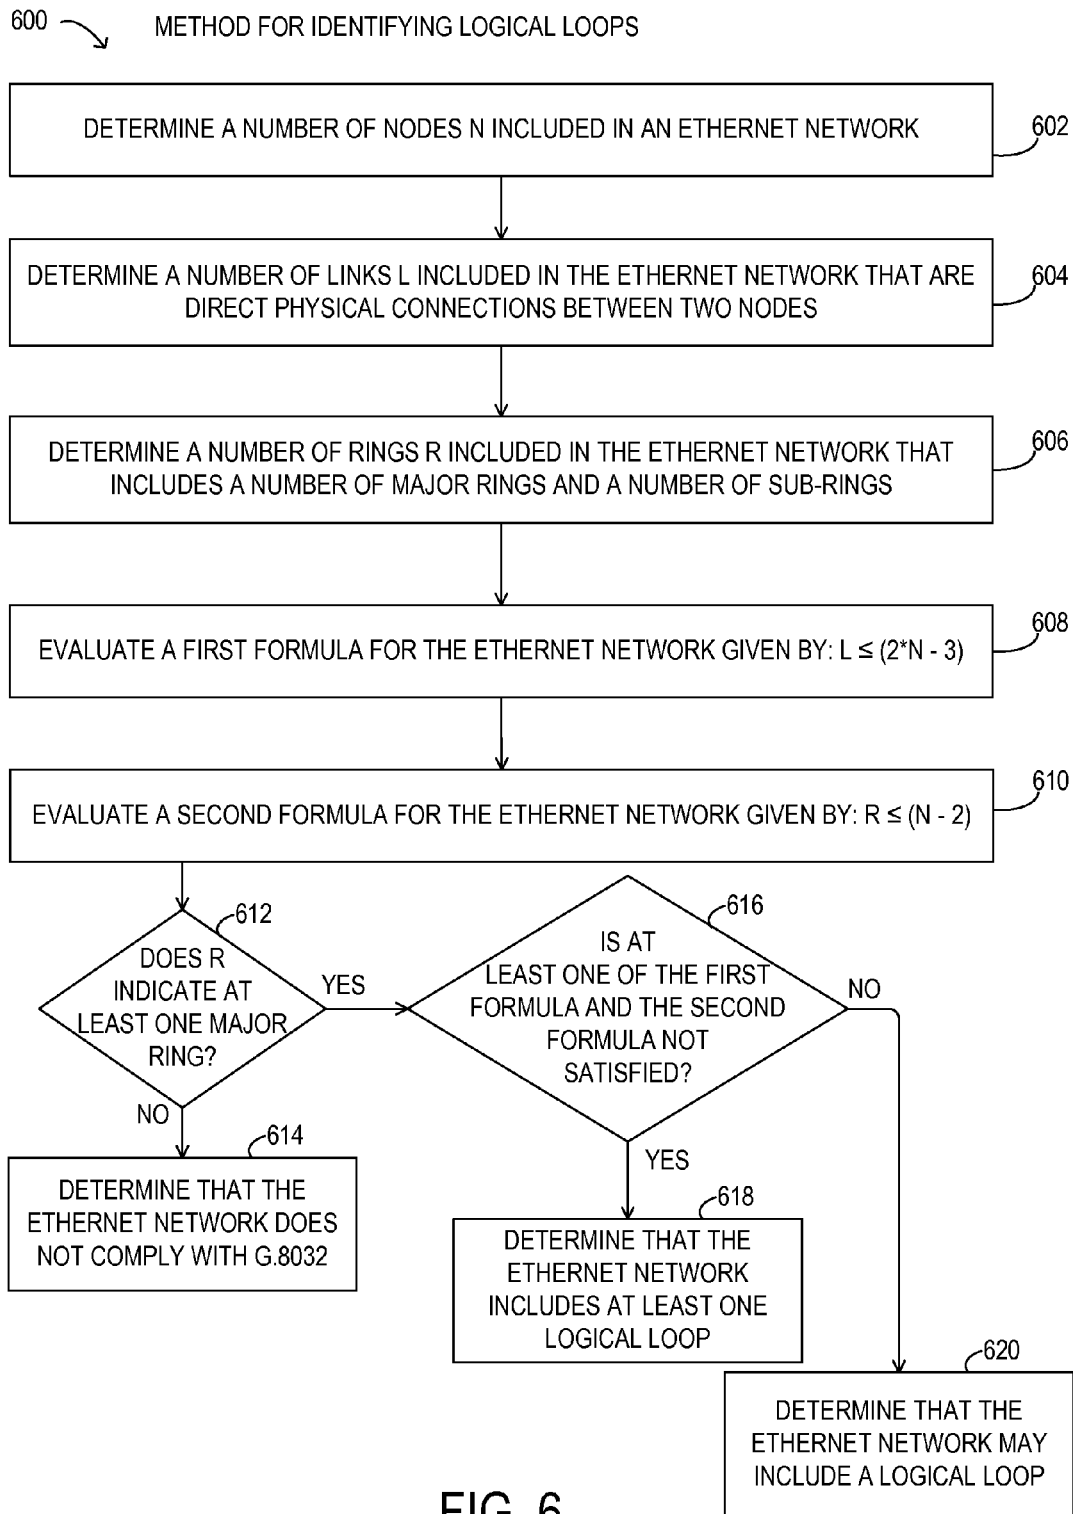 600
METHOD FOR IDENTIFYING LOGICAL LOOPS
DETERMINE A NUMBER OF NODES N INCLUDED IN AN ETHERNET NETWORK
602
DETERMINE A NUMBER OF LINKS L INCLUDED IN THE ETHERNET NETWORK THAT ARE
DIRECT PHYSICAL CONNECTIONS BETWEEN TWO NODES
604
DETERMINE A NUMBER OF RINGS R INCLUDED IN THE ETHERNET NETWORK THAT
INCLUDES A NUMBER OF MAJOR RINGS AND A NUMBER OF SUB-RINGS
606
EVALUATE A FIRST FORMULA FOR THE ETHERNET NETWORK GIVEN BY: L ≤ (2*N - 3)
608
EVALUATE A SECOND FORMULA FOR THE ETHERNET NETWORK GIVEN BY: R ≤ (N - 2)
610
612
DOES R
INDICATE AT
LEAST ONE MAJOR
RING?
YES
NO
614
DETERMINE THAT THE
ETHERNET NETWORK DOES
NOT COMPLY WITH G.8032
616
IS AT
LEAST ONE OF THE FIRST
FORMULA AND THE SECOND
FORMULA NOT
SATISFIED?
NO
YES
618
DETERMINE THAT THE
ETHERNET NETWORK
INCLUDES AT LEAST ONE
LOGICAL LOOP
620
DETERMINE THAT THE
ETHERNET NETWORK MAY
INCLUDE A LOGICAL LOOP
FIG. 6